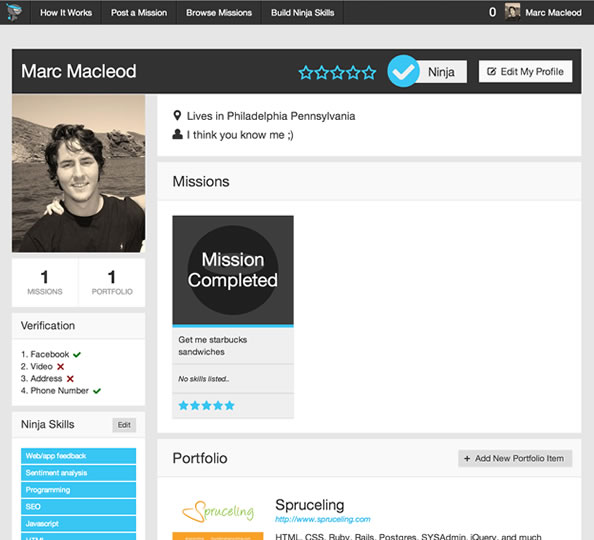 How It Works Post a Mission Browse Missions Build Ninja Skills 0 Marc Macleod
Marc Macleod Ninja Edit My Profile
Lives in Philadelphia Pennsylvania
I think you know me ;)
1 1
MISSIONS PORTFOLIO
Verification
1. Facebook
2. Video
3. Address
4. Phone Number
Ninja Skills Edit
Web/app feedback
Sentiment analysis
Programming
SEO
Javascript
HTML
Missions
Mission
Completed
Get me starbucks
sandwiches
No skills listed..
Portfolio + Add New Portfolio Item
Spruceling
Spruceling
http://www.spruceling.com
HTML, CSS, Ruby, Rails, Postgres, SYSAdmin, jQuery, and much